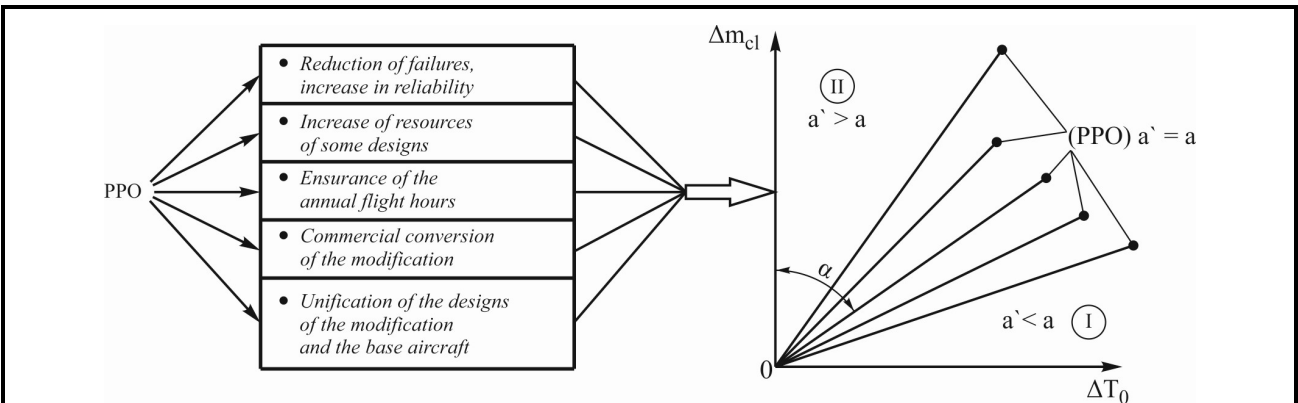 PPO
• Reduction of failures,
increase in reliability
• Increase of resources
of some designs
• Ensurance of the
annual flight hours
• Commercial conversion
of the modification
• Unification of the designs
of the modification
and the base aircraft
Δm_cl
II
a` > a
(PPO) a` = a
α
a`< a I
0
ΔT₀